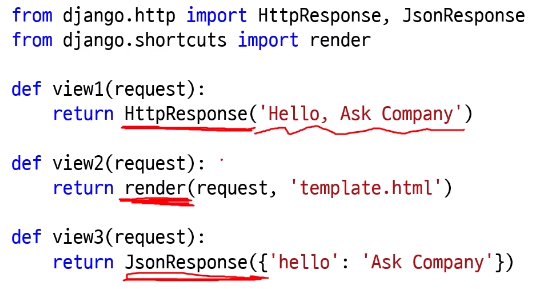 from django.http import HttpResponse, JsonResponse
from django.shortcuts import render
def view1(request):
return HttpResponse('Hello, Ask Company')
def view2(request):
return render(request, 'template.html')
def view3(request):
return JsonResponse({'hello': 'Ask Company'})